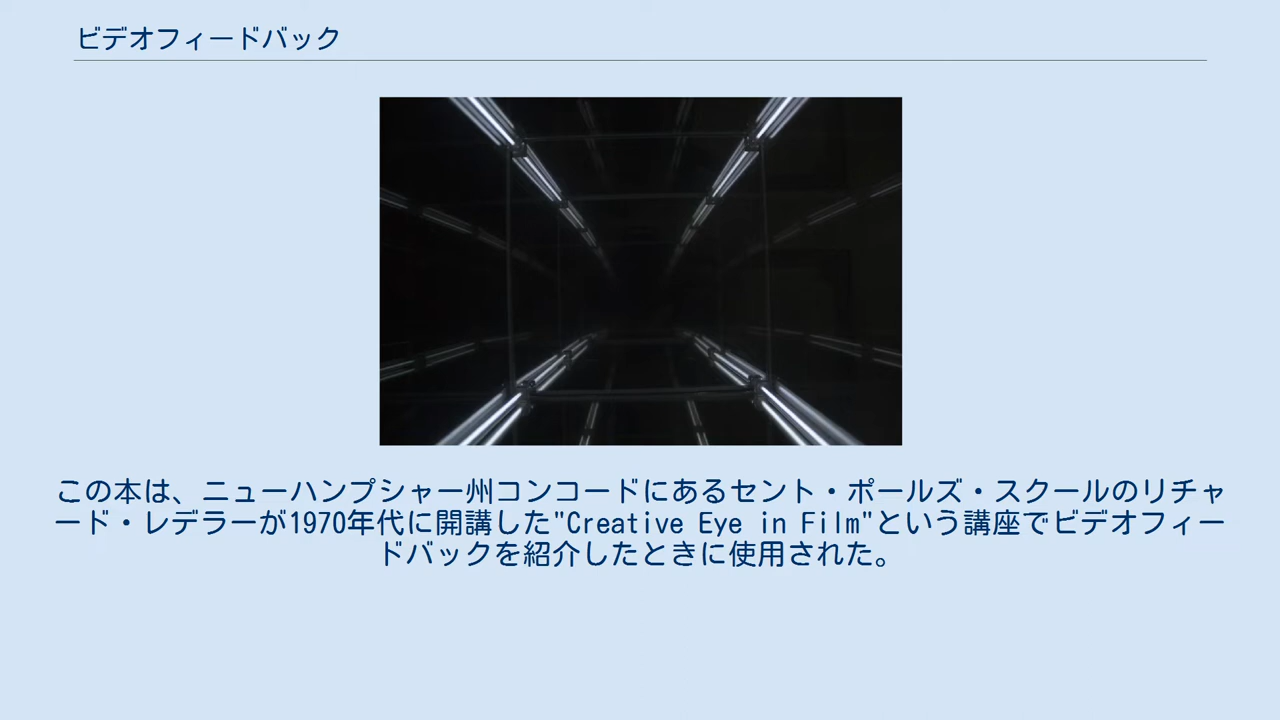 ビデオフィードバック
この本は、ニューハンプシャー州コンコードにあるセント・ポールズ・スクールのリチャ
ード・レデラーが1970年代に開講した"Creative Eye in Film"という講座でビデオフィー
ドバックを紹介したときに使用された。